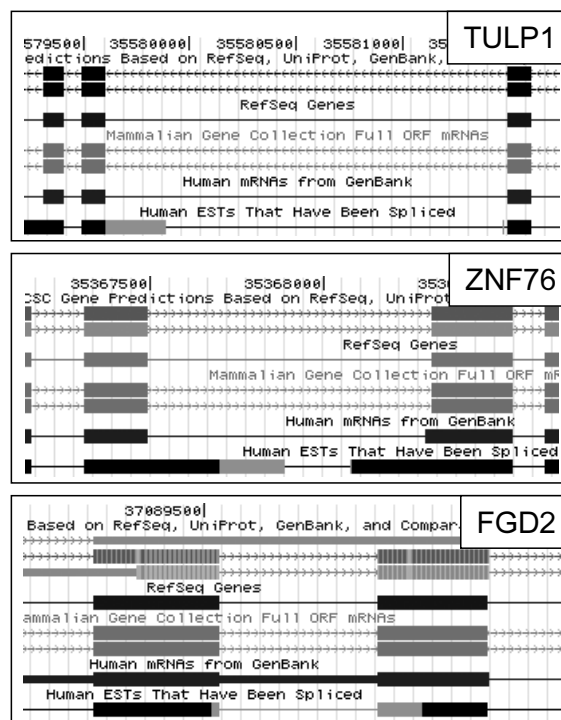 TULP1
579500| 35580000| 35580500| 35581000| 35
edictions Based on RefSeq, UniProt, GenBank,
RefSeq Genes
Mammalian Gene Collection Full ORF mRNAs
Human mRNAs from GenBank
Human ESTs That Have Been Spliced
ZNF76
35367500| 35368000| 353
CSC Gene Predictions Based on RefSeq, UniProt
RefSeq Genes
Mammalian Gene Collection Full ORF mR
Human mRNAs from GenBank
Human ESTs That Have Been Spliced
FGD2
37089500|
Based on RefSeq, UniProt, GenBank, and Compar
RefSeq Genes
ammalian Gene Collection Full ORF mRNAs
Human mRNAs from GenBank
Human ESTs That Have Been Spliced